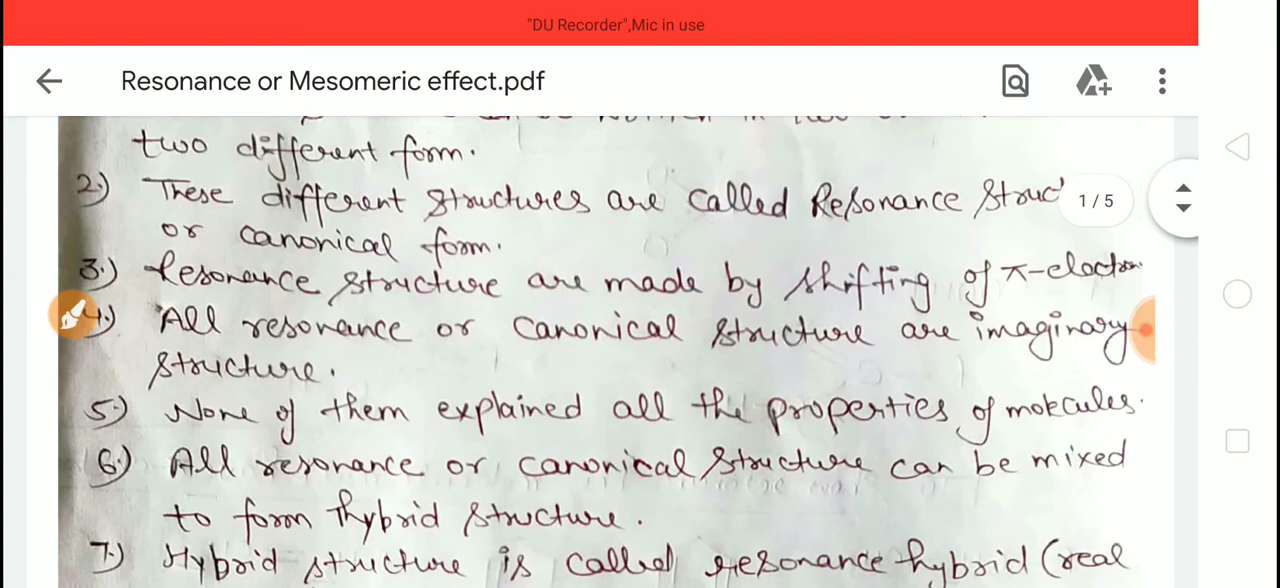 "DU Recorder",Mic in use
Resonance or Mesomeric effect.pdf
two different form.
2.) These different structures are called Resonance Struc
1 / 5
or canonical form.
3.) Resonance structure are made by shifting of π-electron.
4.) All resonance or canonical structure are imaginary
structure.
5.) None of them explained all the properties of molecules.
6.) All resonance or canonical structure can be mixed
to form hybrid structure.
7.) Hybrid structure is called resonance hybrid (real